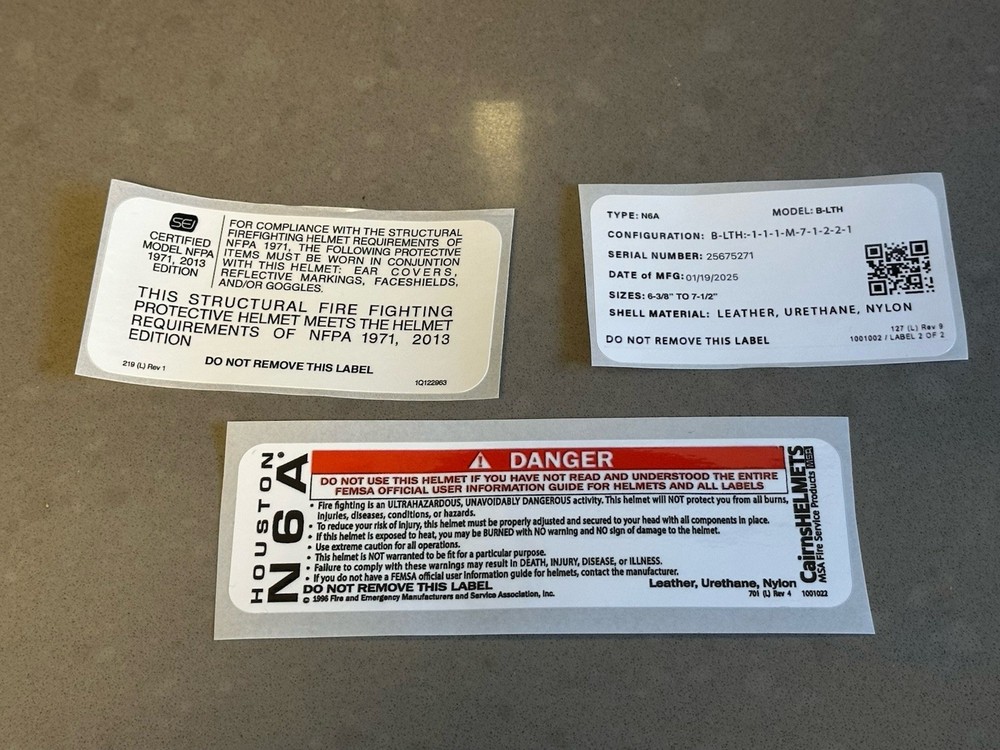 SEI
CERTIFIED
MODEL NFPA
1971, 2013
EDITION
FOR COMPLIANCE WITH THE STRUCTURAL
FIREFIGHTING HELMET REQUIREMENTS OF
NFPA 1971, THE FOLLOWING PROTECTIVE
ITEMS MUST BE WORN IN CONJUNTION
WITH THIS HELMET: EAR COVERS,
REFLECTIVE MARKINGS, FACESHIELDS,
AND/OR GOGGLES.
THIS STRUCTURAL FIRE FIGHTING
PROTECTIVE HELMET MEETS THE HELMET
REQUIREMENTS OF NFPA 1971, 2013
EDITION
DO NOT REMOVE THIS LABEL
219 (L) Rev 1
1Q122963
TYPE: N6A
MODEL: B-LTH
CONFIGURATION: B-LTH:-1-1-1-M-7-1-2-2-1
SERIAL NUMBER: 25675271
DATE of MFG: 01/19/2025
SIZES: 6-3/8" TO 7-1/2"
SHELL MATERIAL: LEATHER, URETHANE, NYLON
DO NOT REMOVE THIS LABEL
127 (L) Rev 9
1001002 / LABEL 2 OF 2
HOUSTON
N6A
DANGER
DO NOT USE THIS HELMET IF YOU HAVE NOT READ AND UNDERSTOOD THE ENTIRE
FEMSA OFFICIAL USER INFORMATION GUIDE FOR HELMETS AND ALL LABELS
• Fire fighting is an ULTRAHAZARDOUS, UNAVOIDABLY DANGEROUS activity. This helmet will NOT protect you from all burns,
injuries, diseases, conditions, or hazards.
• To reduce your risk of injury, this helmet must be properly adjusted and secured to your head with all components in place.
• If this helmet is exposed to heat, you may be BURNED with NO warning and NO sign of damage to the helmet.
• Use extreme caution for all operations.
• This helmet is NOT warranted to be fit for a particular purpose.
• Failure to comply with these warnings may result in DEATH, INJURY, DISEASE, or ILLNESS.
• If you do not have a FEMSA official user information guide for helmets, contact the manufacturer.
DO NOT REMOVE THIS LABEL
© 1996 Fire and Emergency Manufacturers and Service Association, Inc.
Leather, Urethane, Nylon
701 (L) Rev 4 1001022
CairnsHELMETS
MSA Fire Service Products MSA